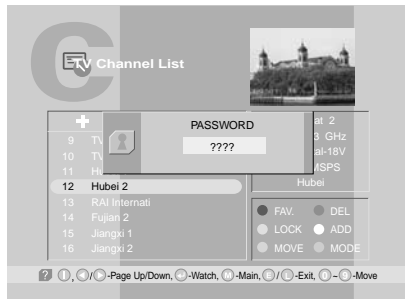 TV Channel List
PASSWORD
????
9 TV
10 TV
11 Hu
12 Hubei 2
13 RAI Internati
14 Fujian 2
15 Jiangxi 1
16 Jiangxi 2
at 2
3 GHz
al-18V
MSPS
Hubei
FAV. DEL
LOCK ADD
MOVE MODE
? -Page Up/Down, -Watch, M -Main, E / L -Exit, 0 – 9 -Move